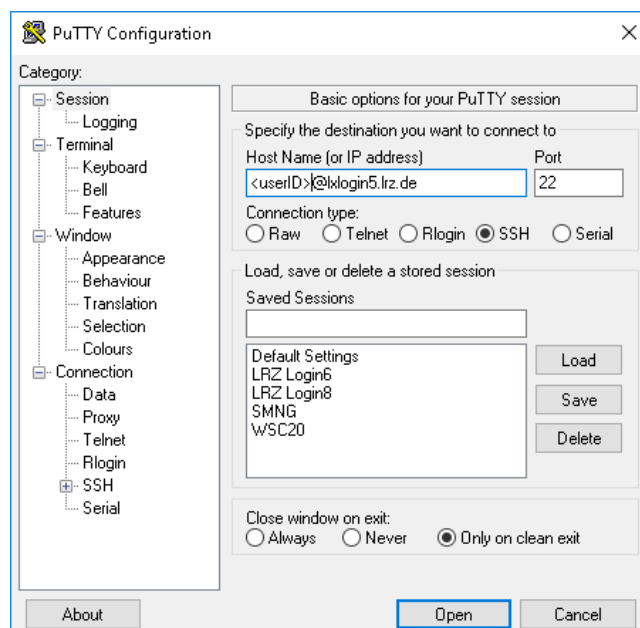 PuTTY Configuration
Category:
Session
Logging
Terminal
Keyboard
Bell
Features
Window
Appearance
Behaviour
Translation
Selection
Colours
Connection
Data
Proxy
Telnet
Rlogin
SSH
Serial
Basic options for your PuTTY session
Specify the destination you want to connect to
Host Name (or IP address) Port
<userID>@lxlogin5.lrz.de 22
Connection type:
Raw Telnet Rlogin SSH Serial
Load, save or delete a stored session
Saved Sessions
Default Settings
LRZ Login6
LRZ Login8
SMNG
WSC20
Load
Save
Delete
Close window on exit:
Always Never Only on clean exit
About Open Cancel